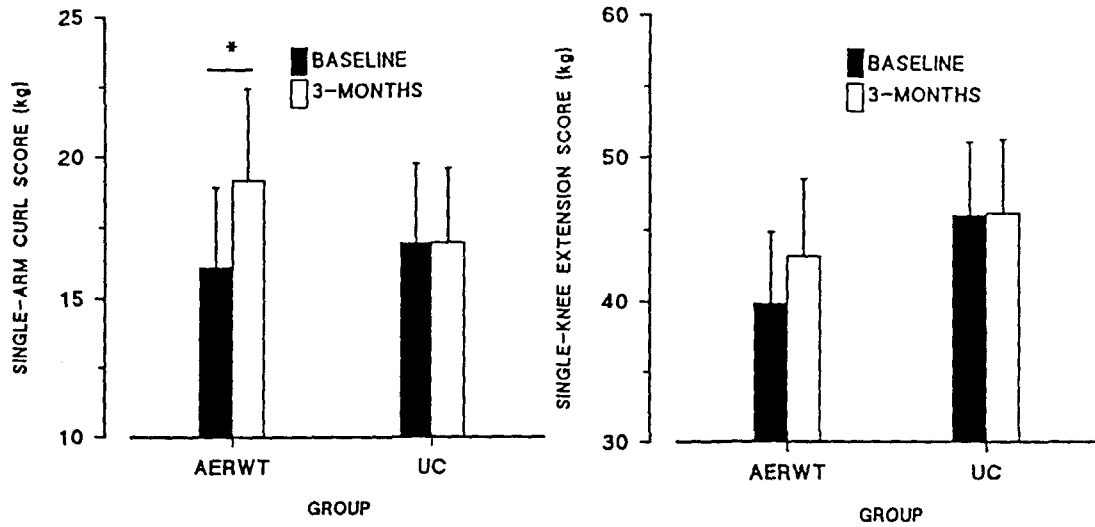 SINGLE-ARM CURL SCORE (kg)
25
20
15
10
*
BASELINE
3-MONTHS
AERWT
UC
GROUP
SINGLE-KNEE EXTENSION SCORE (kg)
60
50
40
30
BASELINE
3-MONTHS
AERWT
UC
GROUP